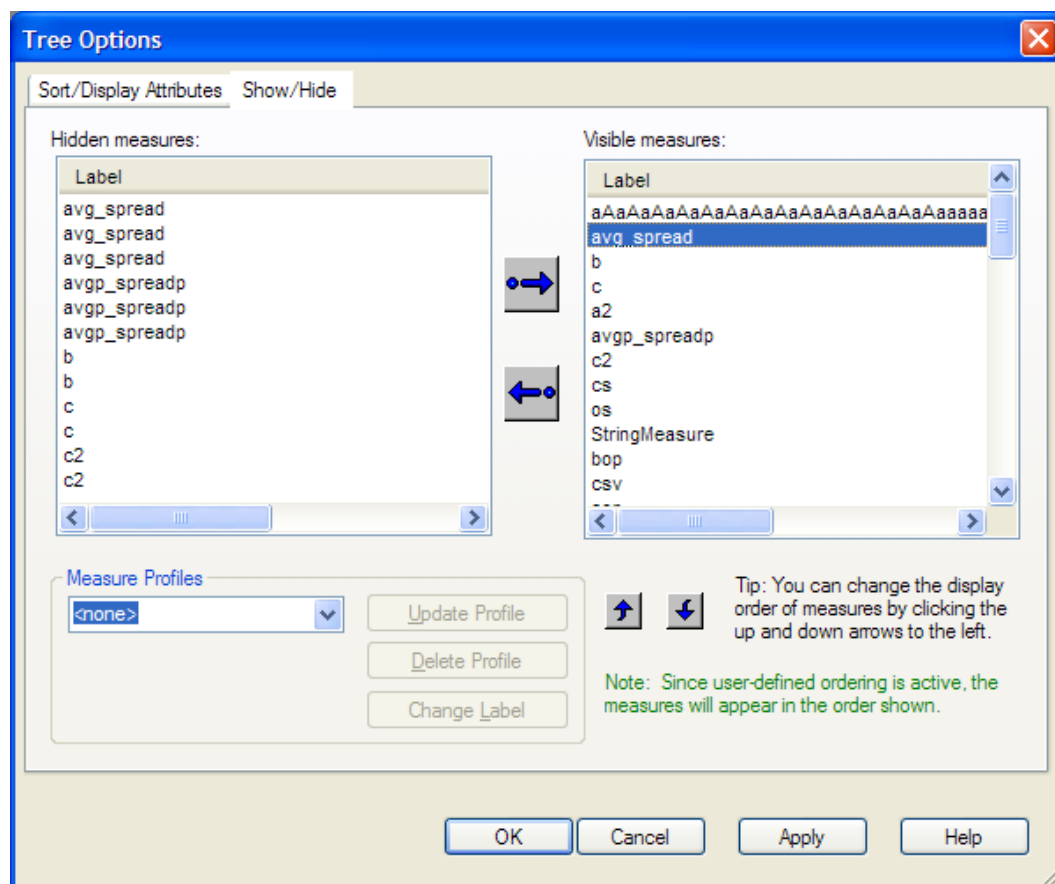 Tree Options
Sort/Display Attributes Show/Hide
Hidden measures:
Label
avg_spread
avg_spread
avg_spread
avgp_spreadp
avgp_spreadp
avgp_spreadp
b
b
c
c
c2
c2
Visible measures:
Label
aAaAaAaAaAaAaAaAaAaAaAaAaAaAaaaaa
avg_spread
b
c
a2
avgp_spreadp
c2
cs
os
StringMeasure
bop
csv
Measure Profiles
<none>
Update Profile
Delete Profile
Change Label
Tip: You can change the display
order of measures by clicking the
up and down arrows to the left.
Note: Since user-defined ordering is active, the
measures will appear in the order shown.
OK Cancel Apply Help